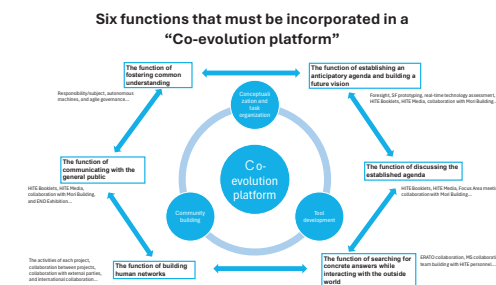 Six functions that must be incorporated in a
“Co-evolution platform”
The function of
fostering common
understanding
The function of establishing an
anticipatory agenda and building a
future vision
Responsibility/subject, autonomous
machines, and agile governance...
Foresight, SF prototyping, real-time technology assessment,
HITE Booklets, HITE Media, collaboration with Mori Building...
Conceptuali
zation and
task
organization
The function of
communicating with the
general public
The function of discussing the
established agenda
Co-
evolution
platform
HITE Booklets, HITE Media,
collaboration with Mori Building,
and END Exhibition...
HITE Booklets, HITE Media, Focus Area
collaboration with Mori Building...
Community
building
Tool
development
The activities of each project,
collaboration between projects,
collaboration with external parties,
and international collaboration...
The function of building
human networks
The function of searching for
concrete answers while
interacting with the outside
world
ERATO collaboration, MS
team building with HITE personnel...